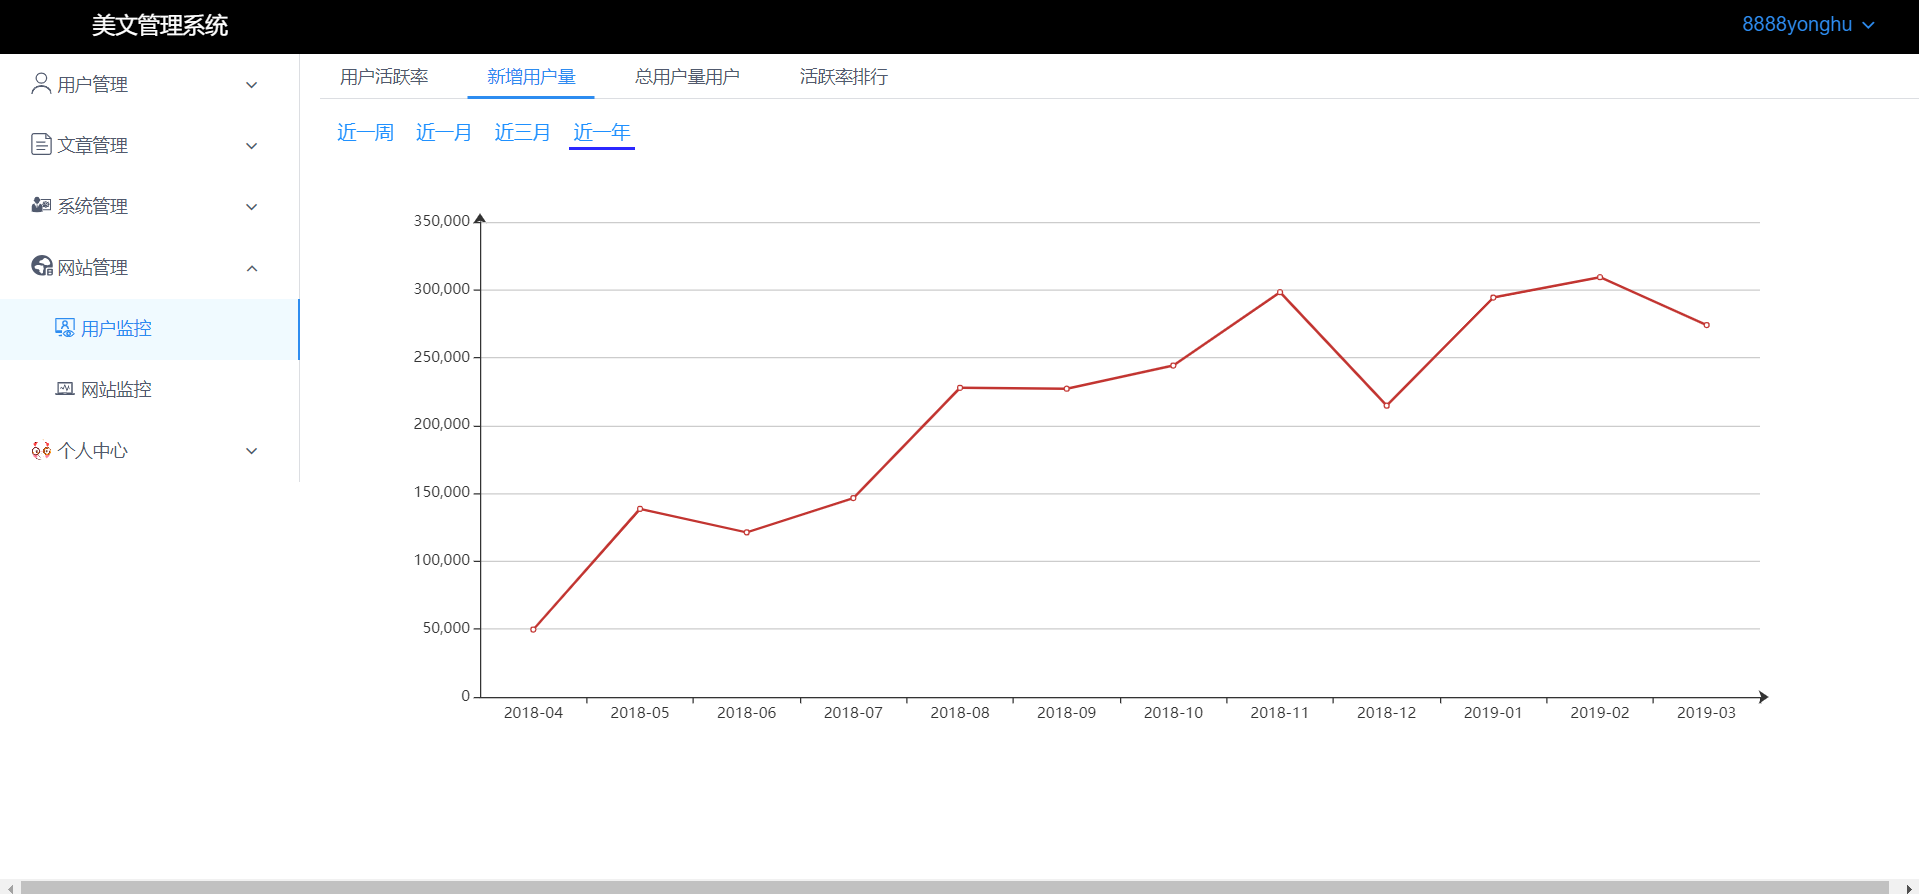 美文管理系统
8888yonghu
用户管理
文章管理
系统管理
网站管理
用户监控
网站监控
个人中心
用户活跃率 新增用户量 总用户量用户 活跃率排行
近一周 近一月 近三月 近一年
350,000
300,000
250,000
200,000
150,000
100,000
50,000
0
2018-04 2018-05 2018-06 2018-07 2018-08 2018-09 2018-10 2018-11 2018-12 2019-01 2019-02 2019-03